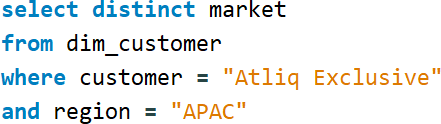 select distinct market
from dim_customer
where customer = "Atliq Exclusive"
and region = "APAC"